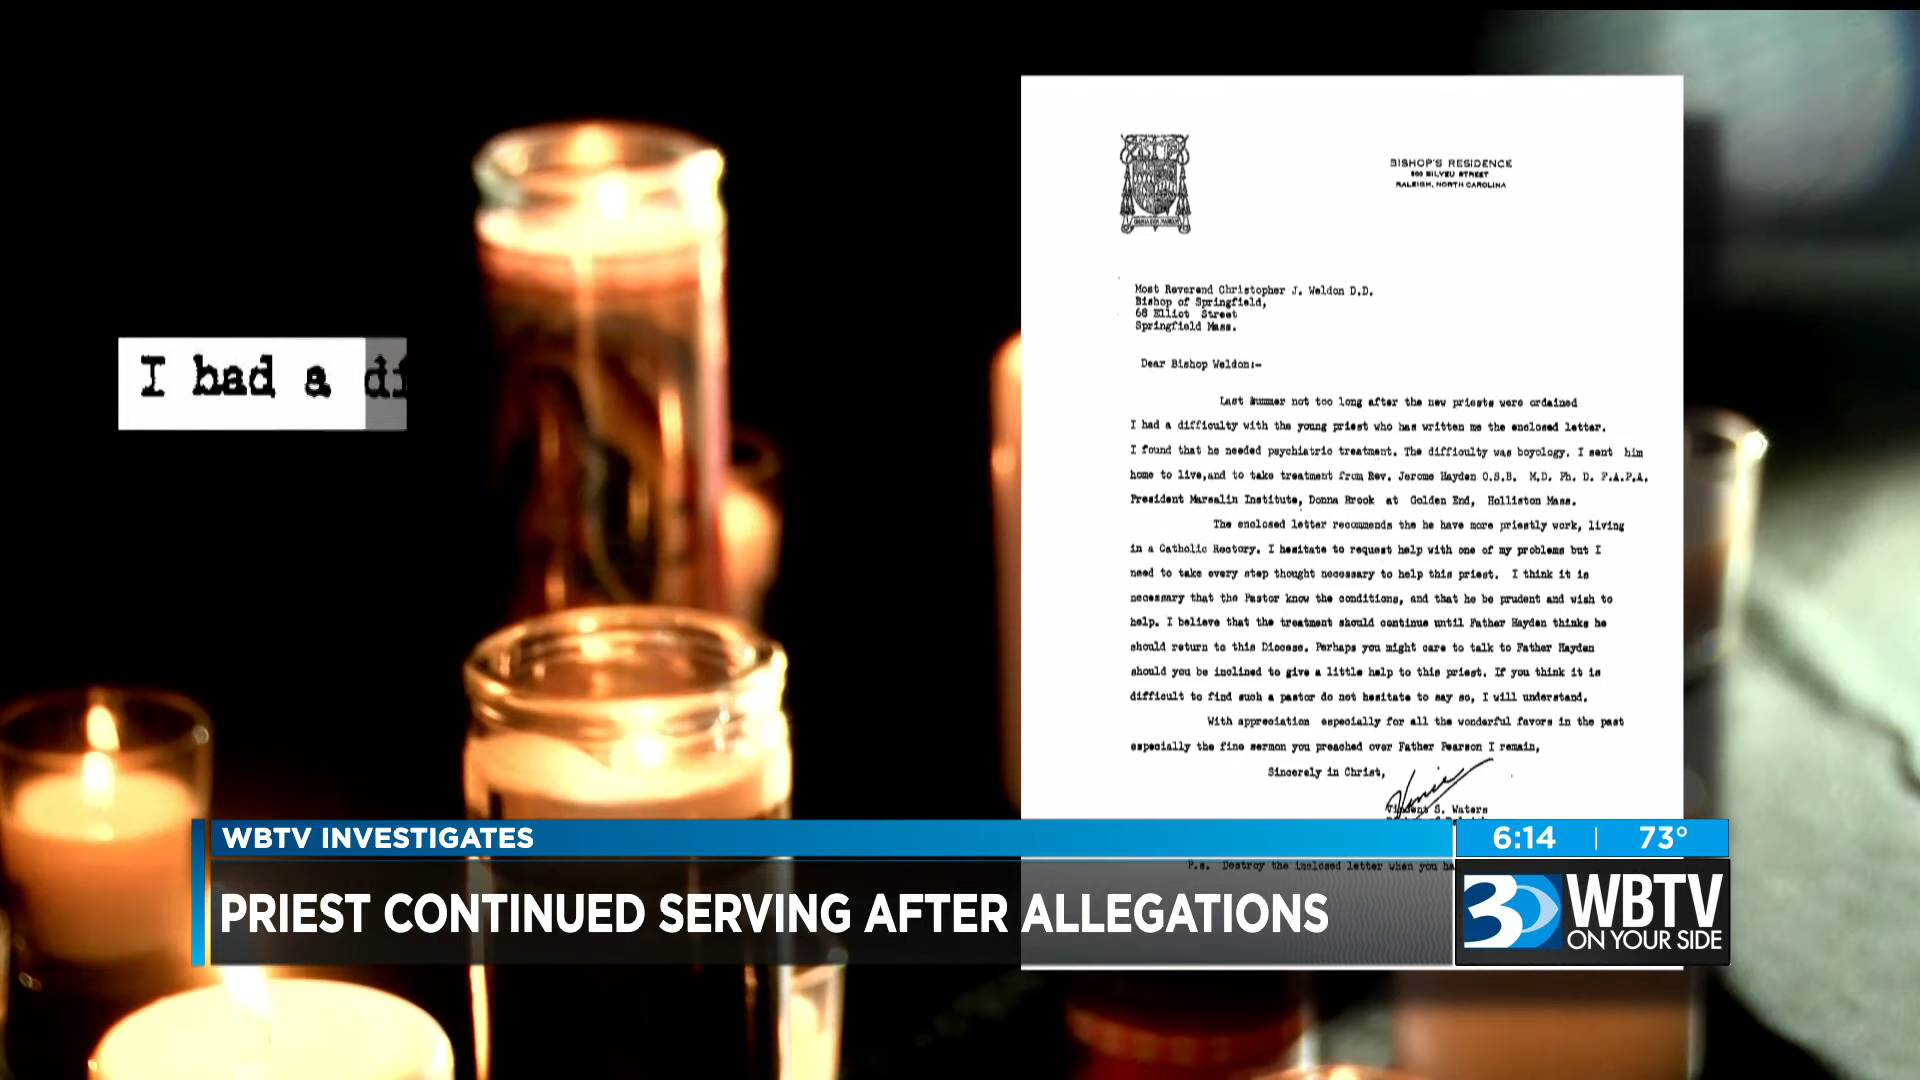 I had a
BISHOP'S RESIDENCE
600 BILYEU STREET
RALEIGH, NORTH CAROLINA
Most Reverend Christopher J. Weldon D.D.
Bishop of Springfield,
68 Elliot Street
Springfield Mass.
Dear Bishop Weldon:-
Last Summer not too long after the new priests were ordained
I had a difficulty with the young priest who has written me the enclosed letter.
I found that he needed psychiatric treatment. The difficulty was boyology. I sent him
home to live,and to take treatment from Rev. Jerome Hayden O.S.B. M.D. Ph. D. F.A.P.A.
President Marsalin Institute, Donna Brook at Golden End, Holliston Mass.
The enclosed letter recommends the he have more priestly work, living
in a Catholic Rectory. I hesitate to request help with one of my problems but I
need to take every step thought necessary to help this priest. I think it is
necessary that the Pastor know the conditions, and that he be prudent and wish to
help. I believe that the treatment should continue until Father Hayden thinks he
should return to this Diocese. Perhaps you might care to talk to Father Hayden
should you be inclined to give a little help to this priest. If you think it is
difficult to find such a pastor do not hesitate to say so, I will understand.
With appreciation especially for all the wonderful favors in the past
especially the fine sermon you preached over Father Pearson I remain,
Sincerely in Christ,
Vince
Vincent S. Waters
P.s. Destroy the inclosed letter when you ha
WBTV INVESTIGATES
6:14 | 73°
PRIEST CONTINUED SERVING AFTER ALLEGATIONS
3 WBTV
ON YOUR SIDE